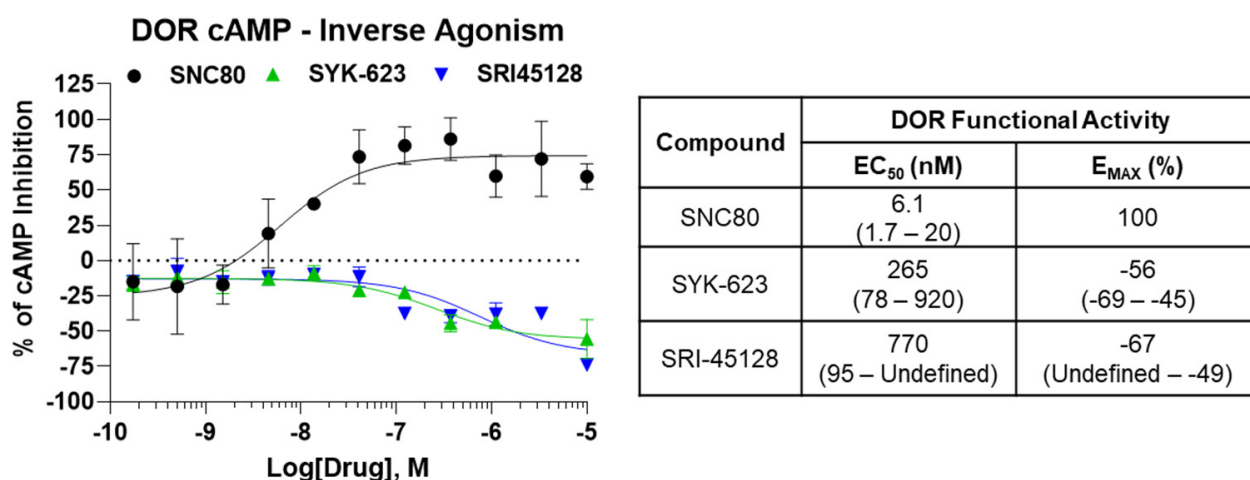 DOR cAMP - Inverse Agonism
SNC80 SYK-623 SRI45128
125
100
75
50
25
0
-25
-50
-75
-100
% of cAMP Inhibition
-10 -9 -8 -7 -6 -5
Log[Drug], M
Compound
DOR Functional Activity
EC50 (nM) EMAX (%)
SNC80
6.1
(1.7 – 20)
100
SYK-623
265
(78 – 920)
-56
(-69 – -45)
SRI-45128
770
(95 – Undefined)
-67
(Undefined – -49)